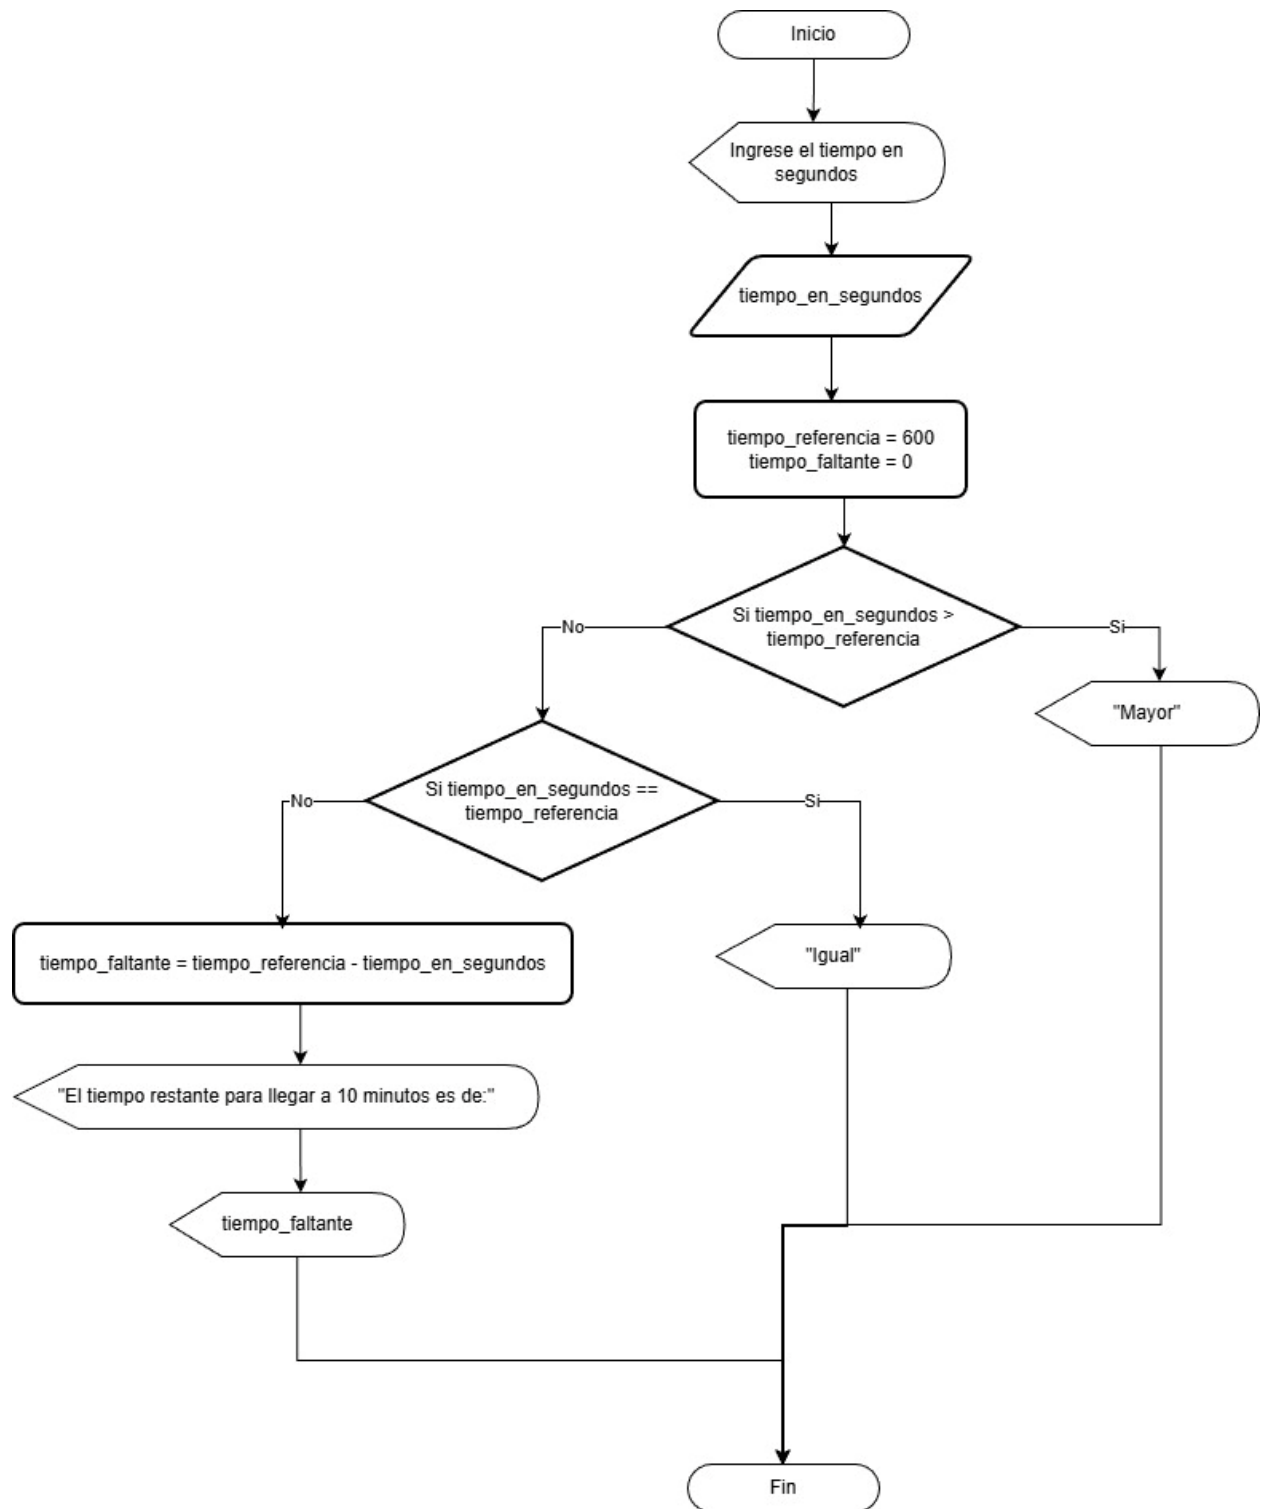 Inicio
Ingrese el tiempo en
segundos
tiempo_en_segundos
tiempo_referencia = 600
tiempo_faltante = 0
Si tiempo_en_segundos >
tiempo_referencia
No
Si
"Mayor"
Si tiempo_en_segundos ==
tiempo_referencia
No
Si
tiempo_faltante = tiempo_referencia - tiempo_en_segundos
"Igual"
"El tiempo restante para llegar a 10 minutos es de:"
tiempo_faltante
Fin